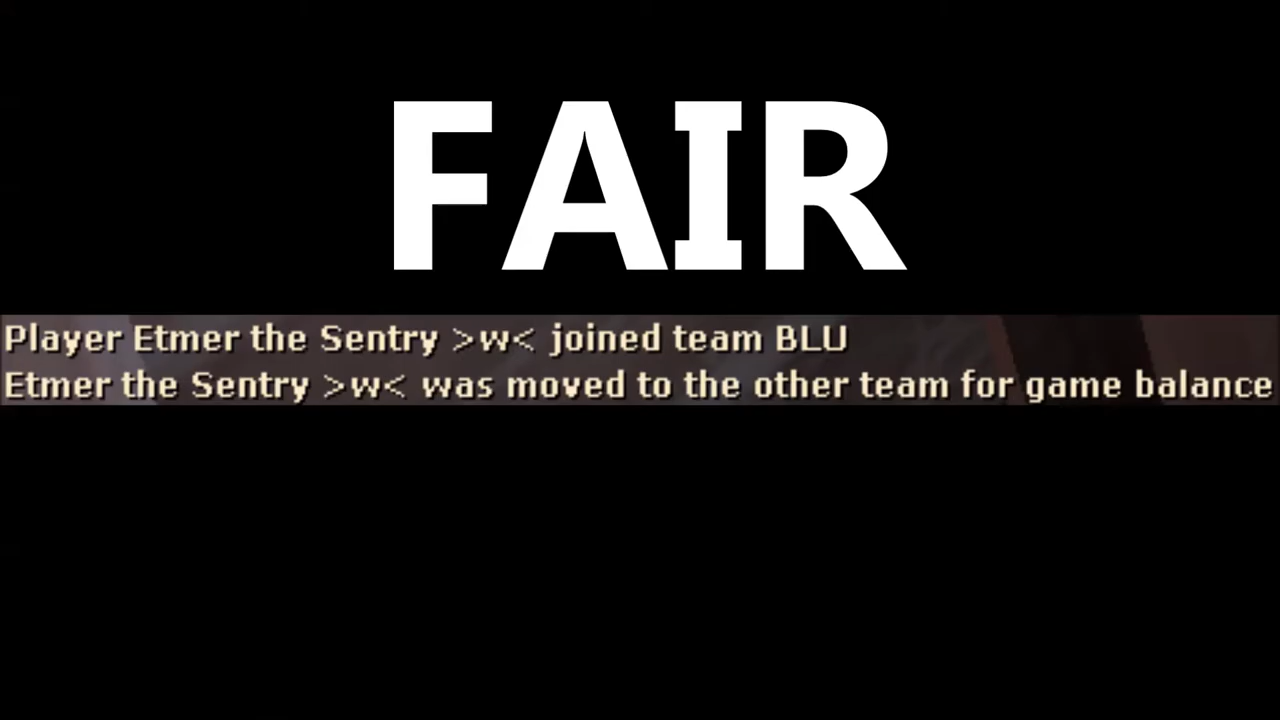 FAIR
Player Etmer the Sentry >w< joined team BLU
Etmer the Sentry >w< was moved to the other team for game balance